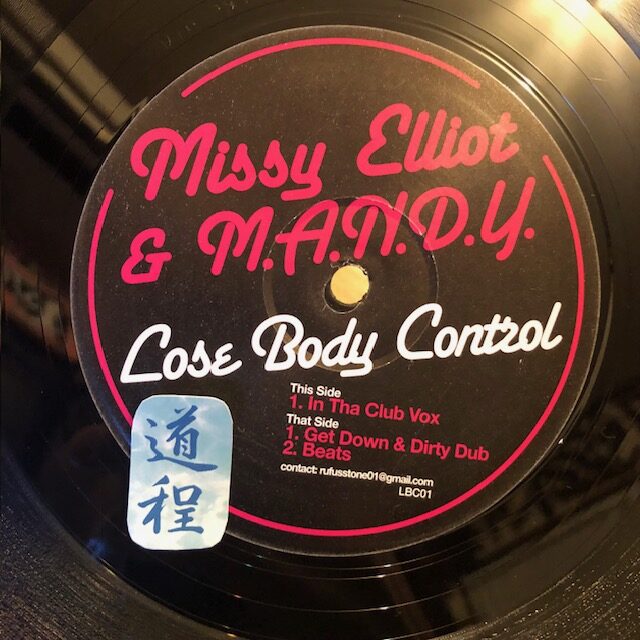 Missy Elliot
& M.A.N.D.Y.
Lose Body Control
This Side
1. In Tha Club Vox
That Side
1. Get Down & Dirty Dub
2: Beats
contact: rufusstone01@gmail.com
LBC01
道
程